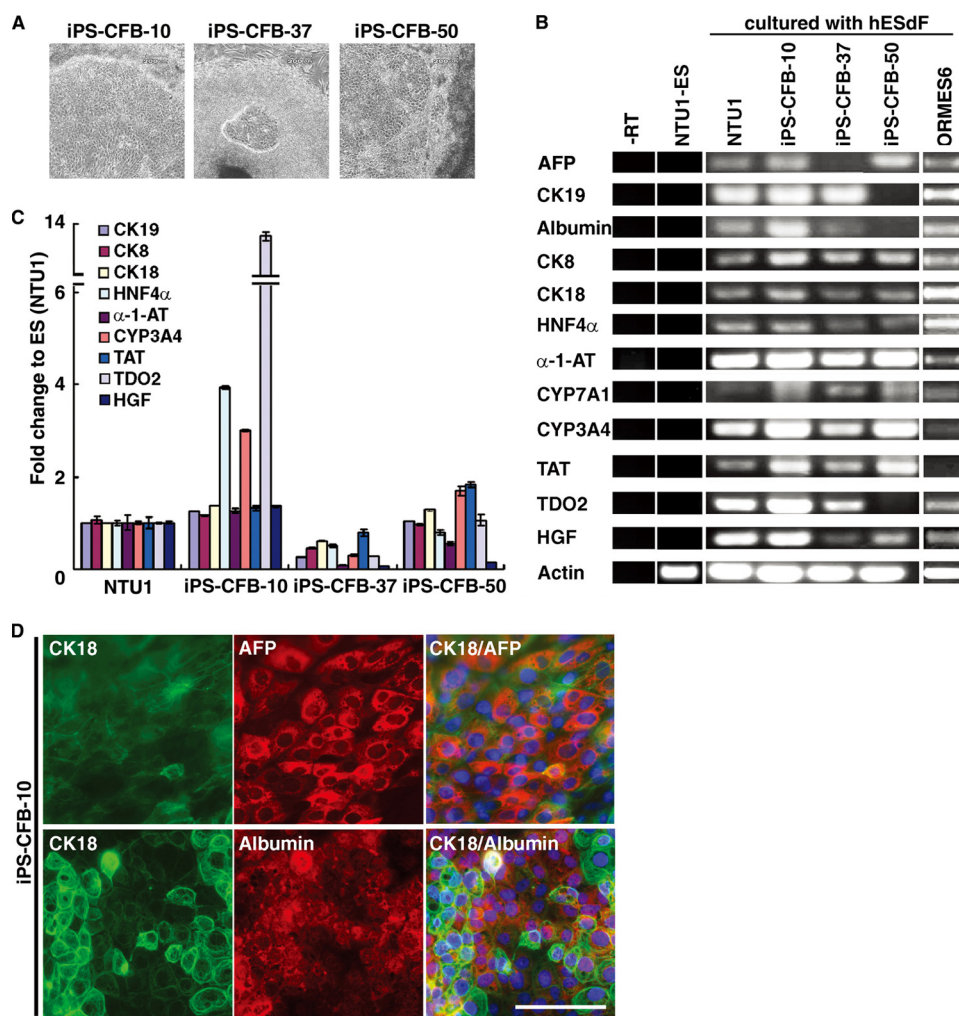 A
iPS-CFB-10
iPS-CFB-37
iPS-CFB-50
B
cultured with hESdF
-RT
NTU1-ES
NTU1
iPS-CFB-10
iPS-CFB-37
iPS-CFB-50
ORMES6
AFP
CK19
Albumin
CK8
CK18
HNF4α
α-1-AT
CYP7A1
CYP3A4
TAT
TDO2
HGF
Actin
C
Fold change to ES (NTU1)
14
6
4
2
0
CK19
CK8
CK18
HNF4α
α-1-AT
CYP3A4
TAT
TDO2
HGF
NTU1
iPS-CFB-10
iPS-CFB-37
iPS-CFB-50
D
iPS-CFB-10
CK18
AFP
CK18/AFP
CK18
Albumin
CK18/Albumin